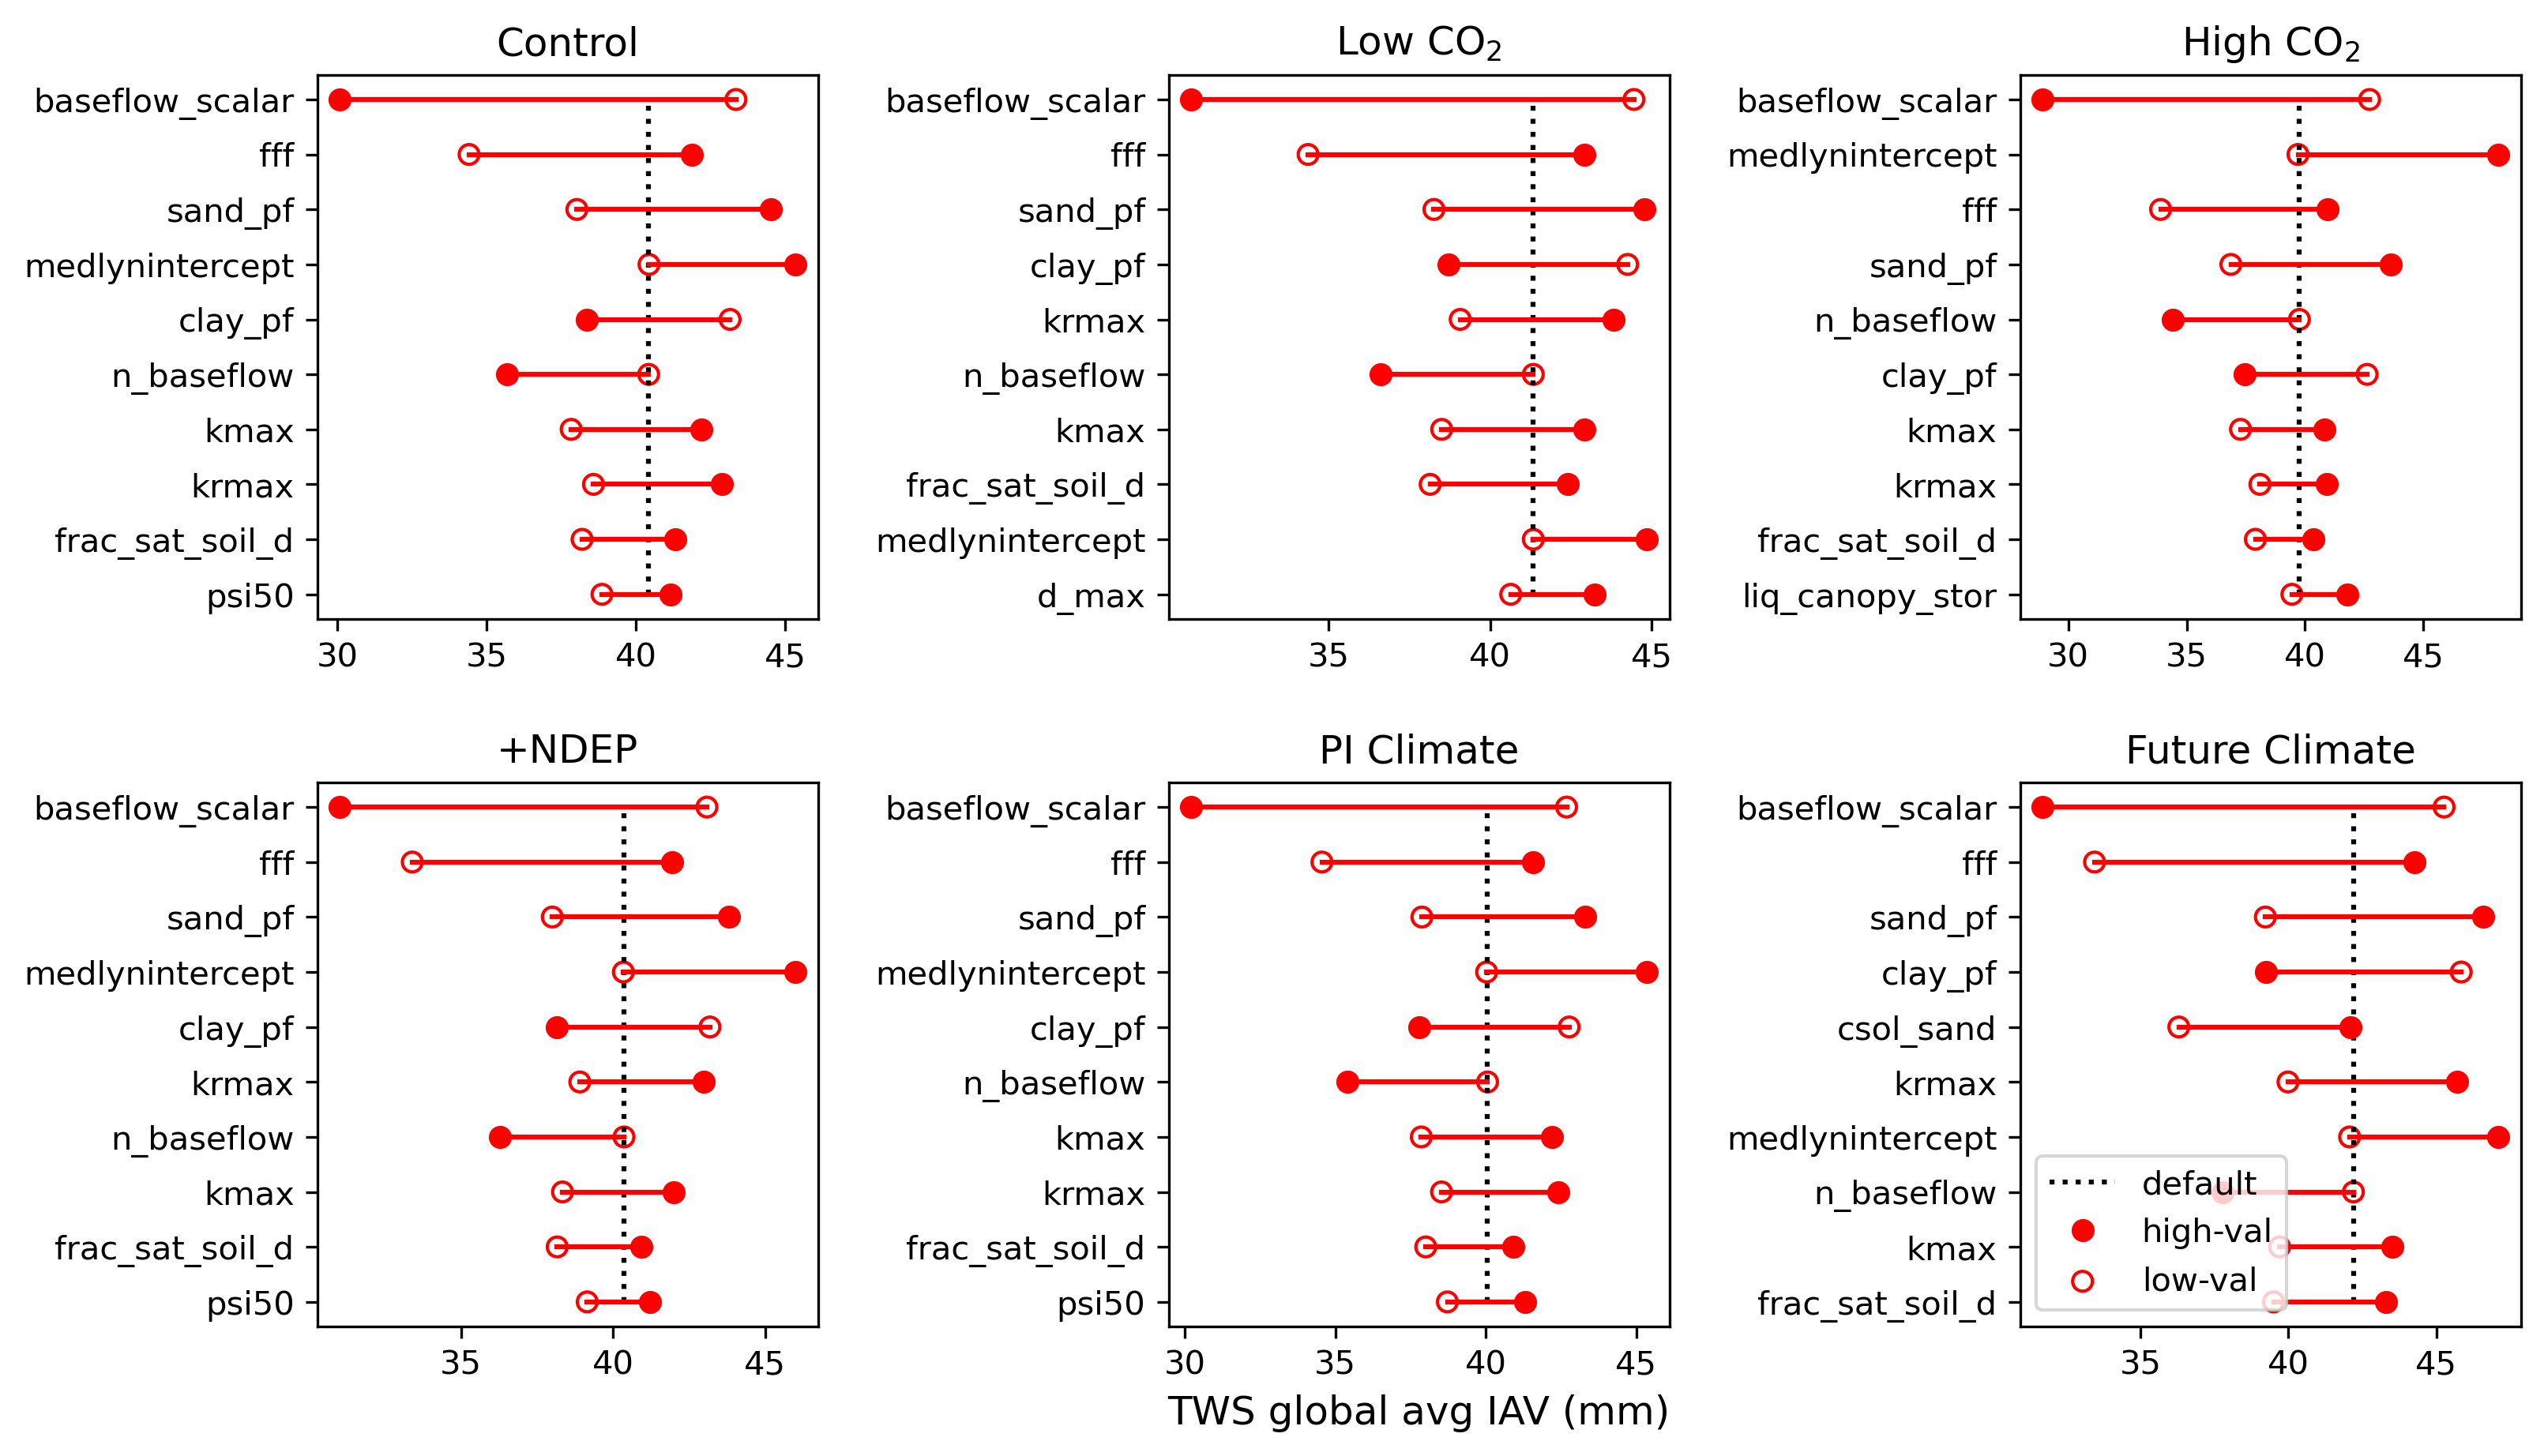 Control
baseflow_scalar
fff
sand_pf
medlynintercept
clay_pf
n_baseflow
kmax
krmax
frac_sat_soil_d
psi50
30 35 40 45
Low CO₂
baseflow_scalar
fff
sand_pf
clay_pf
krmax
n_baseflow
kmax
frac_sat_soil_d
medlynintercept
d_max
35 40 45
High CO₂
baseflow_scalar
medlynintercept
fff
sand_pf
n_baseflow
clay_pf
kmax
krmax
frac_sat_soil_d
liq_canopy_stor
30 35 40 45
+NDEP
baseflow_scalar
fff
sand_pf
medlynintercept
clay_pf
krmax
n_baseflow
kmax
frac_sat_soil_d
psi50
35 40 45
PI Climate
baseflow_scalar
fff
sand_pf
medlynintercept
clay_pf
n_baseflow
kmax
krmax
frac_sat_soil_d
psi50
30 35 40 45
TWS global avg IAV (mm)
Future Climate
baseflow_scalar
fff
sand_pf
clay_pf
csol_sand
krmax
medlynintercept
n_baseflow
kmax
frac_sat_soil_d
default
high-val
low-val
35 40 45